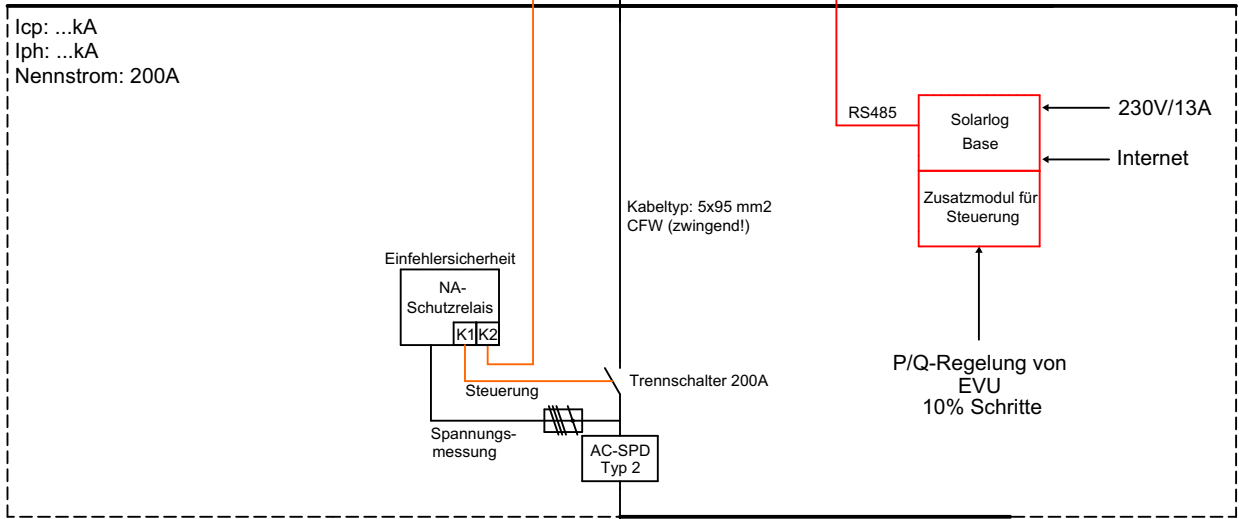 Icp: ...kA
Iph: ...kA
Nennstrom: 200A
RS485
Solarlog
Base
230V/13A
Internet
Zusatzmodul für
Steuerung
Kabeltyp: 5x95 mm2
CFW (zwingend!)
Einfehlersicherheit
NA-
Schutzrelais
K1 K2
P/Q-Regelung von
EVU
10% Schritte
Trennschalter 200A
Steuerung
Spannungs-
messung
AC-SPD
Typ 2